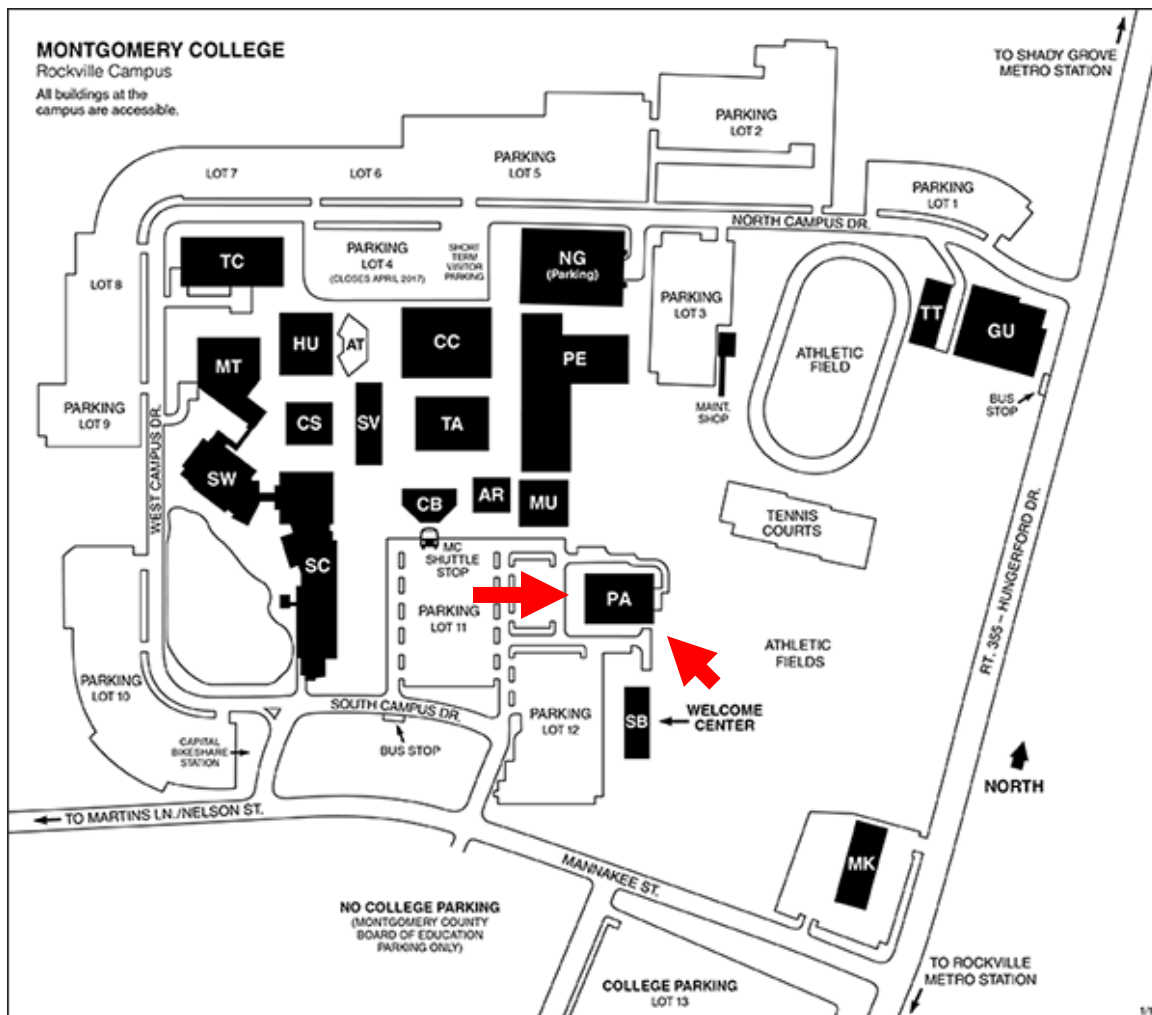 MONTGOMERY COLLEGE
Rockville Campus
All buildings at the
campus are accessible.
TO SHADY GROVE
METRO STATION
PARKING
LOT 2
PARKING
LOT 5
LOT 6
LOT 7
PARKING
LOT 1
NORTH CAMPUS DR.
TC
PARKING
LOT 4
(CLOSES APRIL 2017)
SHORT
TERM
VISITOR
PARKING
NG
(Parking)
LOT 8
PARKING
LOT 3
TT
GU
HU
AT
CC
PE
ATHLETIC
FIELD
MT
BUS
STOP
MAINT.
SHOP
PARKING
LOT 9
WEST CAMPUS DR.
CS
SV
TA
SW
CB
AR
MU
TENNIS
COURTS
MC
SHUTTLE
STOP
SC
PARKING
LOT 11
PA
RT. 355 – HUNGERFORD DR.
ATHLETIC
FIELDS
PARKING
LOT 10
SOUTH CAMPUS DR.
PARKING
LOT 12
SB
WELCOME
CENTER
CAPITAL
BIKESHARE
STATION
BUS STOP
NORTH
TO MARTINS LN./NELSON ST.
MANNAKEE ST.
MK
NO COLLEGE PARKING
(MONTGOMERY COUNTY
BOARD OF EDUCATION
PARKING ONLY)
COLLEGE PARKING
LOT 13
TO ROCKVILLE
METRO STATION